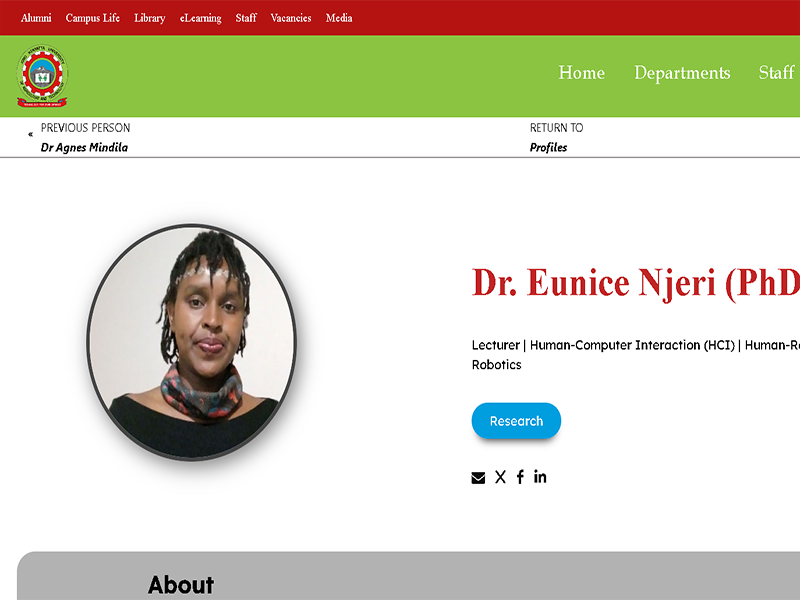 Alumni Campus Life Library eLearning Staff Vacancies Media
Home Departments Staff
« PREVIOUS PERSON
Dr Agnes Mindila
RETURN TO
Profiles
Dr. Eunice Njeri (PhD
Lecturer | Human-Computer Interaction (HCI) | Human-Ro
Robotics
Research
About